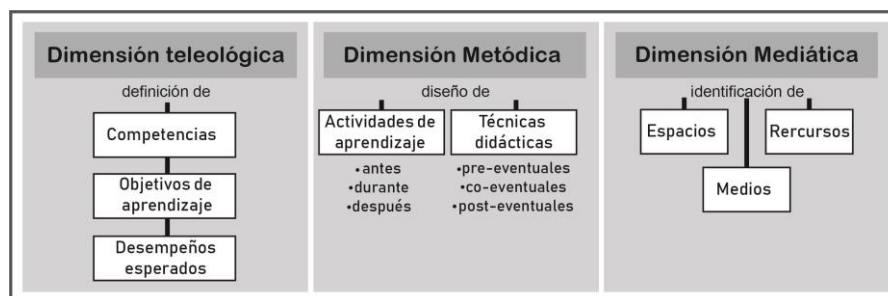 Dimensión teleológica
definición de
Competencias
Objetivos de
aprendizaje
Desempeños
esperados
Dimensión Metódica
diseño de
Actividades de
aprendizaje
•antes
•durante
•después
Técnicas
didácticas
•pre-eventuales
•co-eventuales
•post-eventuales
Dimensión Mediática
identificación de
Espacios
Rercursos
Medios